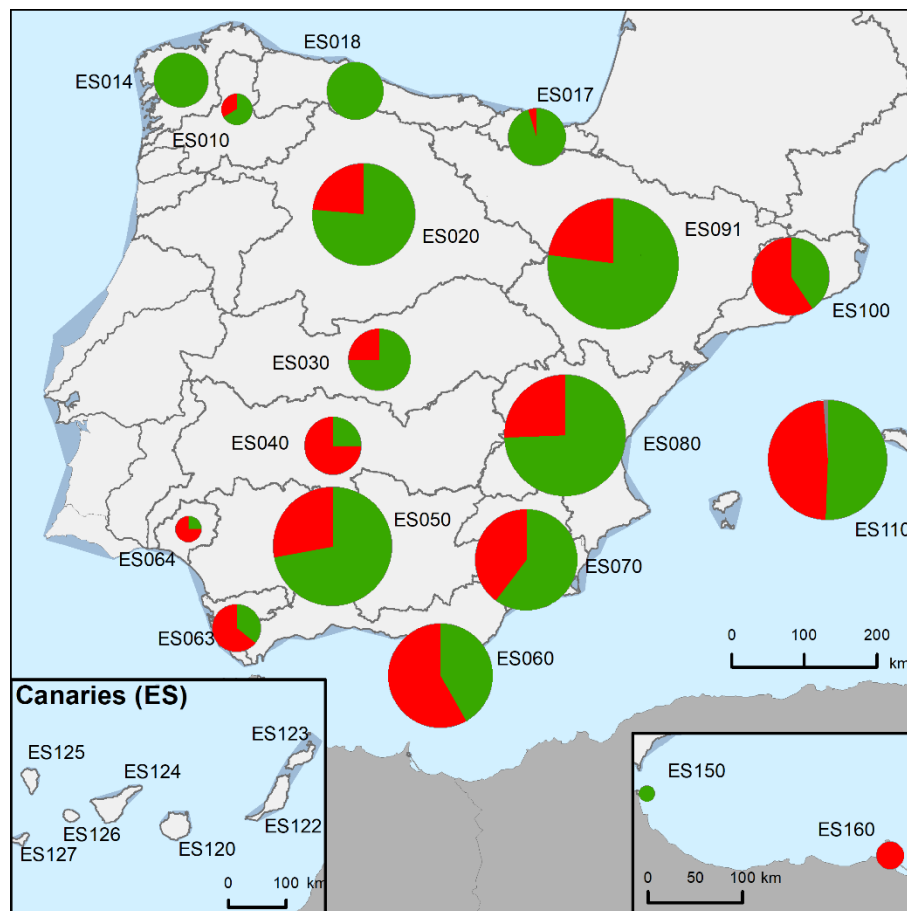 ES018
ES014
ES017
ES010
ES020
ES091
ES100
ES030
ES040
ES080
ES050
ES110
ES064
ES070
ES063
ES060
0 100 200
km
Canaries (ES)
ES123
ES125
ES124
ES126
ES122
ES127
ES120
0 100 km
ES150
ES160
0 50 100
km